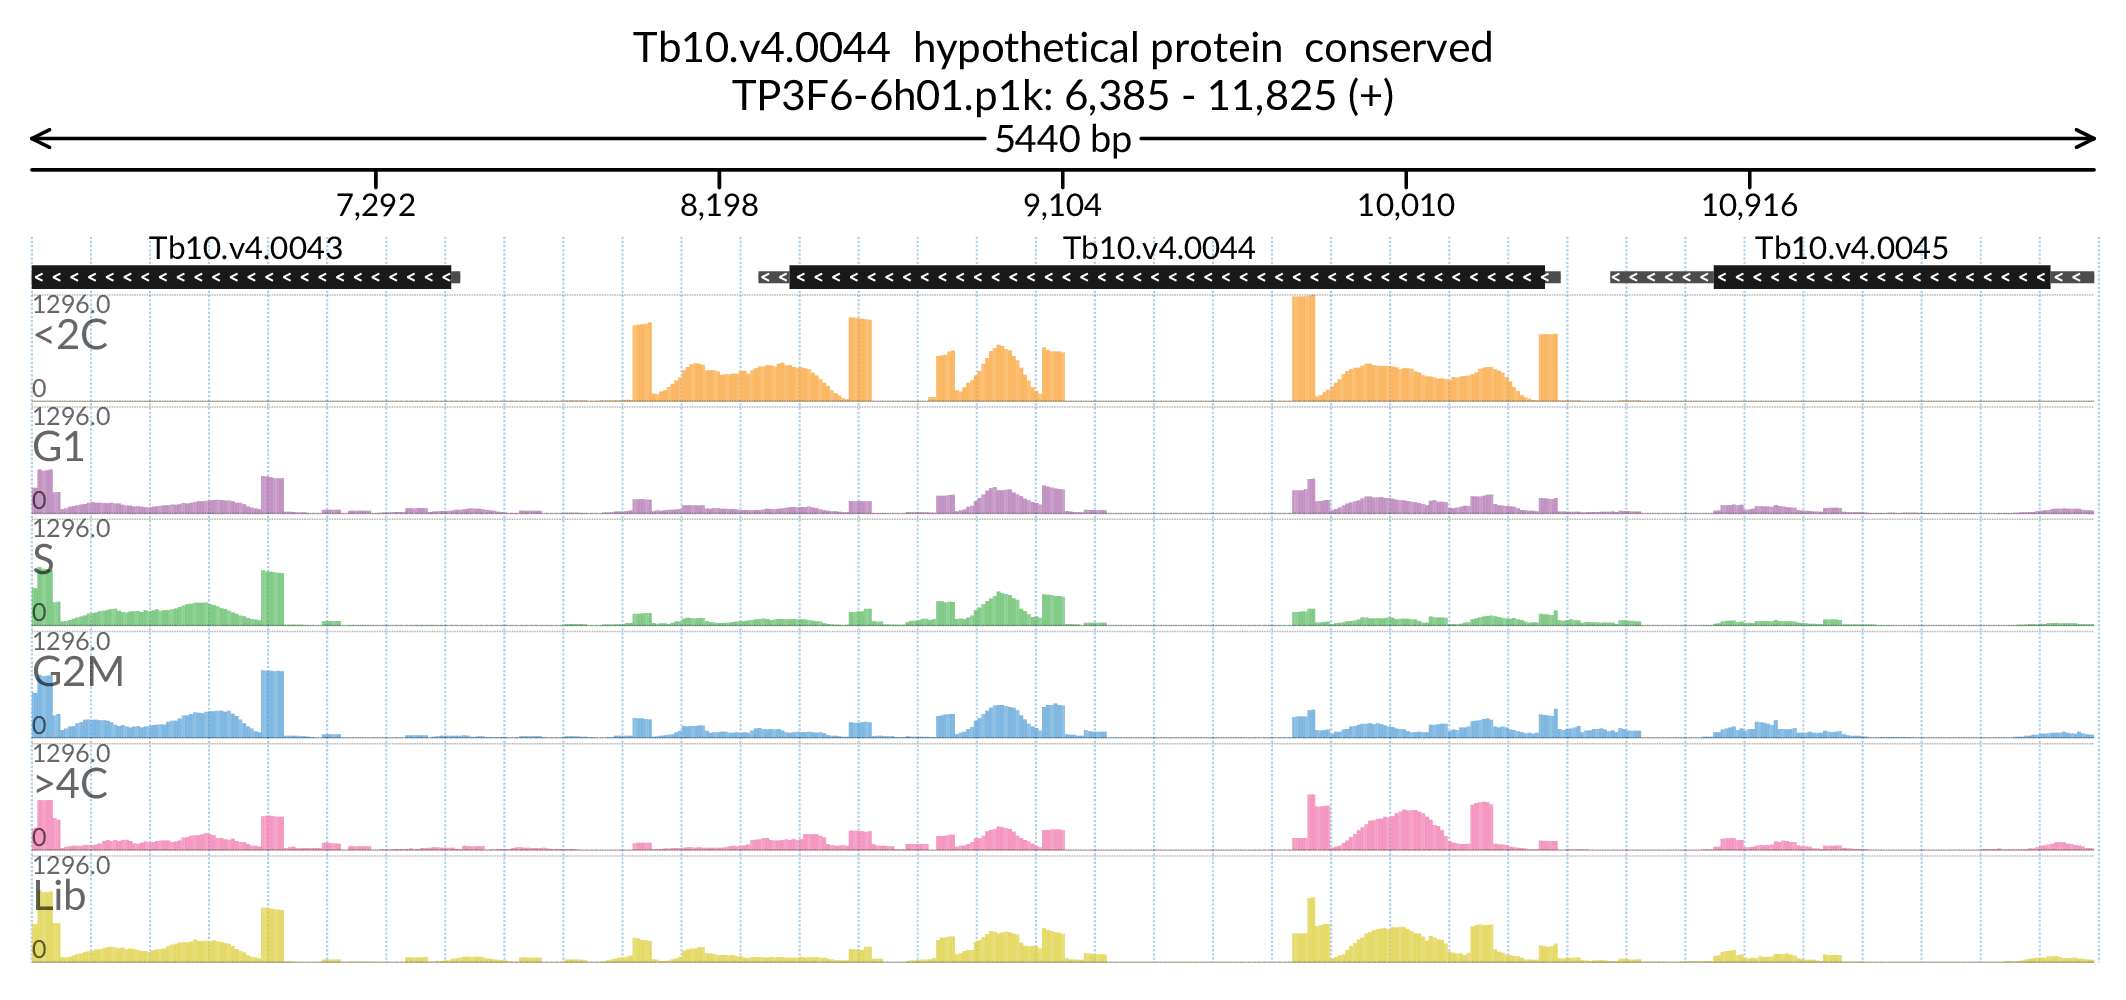 Tb10.v4.0044 hypothetical protein conserved
TP3F6-6h01.p1k: 6,385 - 11,825 (+)
5440 bp
7,292 8,198 9,104 10,010 10,916
Tb10.v4.0043 Tb10.v4.0044 Tb10.v4.0045
1296.0
<2C
0
1296.0
G1
0
1296.0
S
0
1296.0
G2M
0
1296.0
>4C
0
1296.0
Lib
0